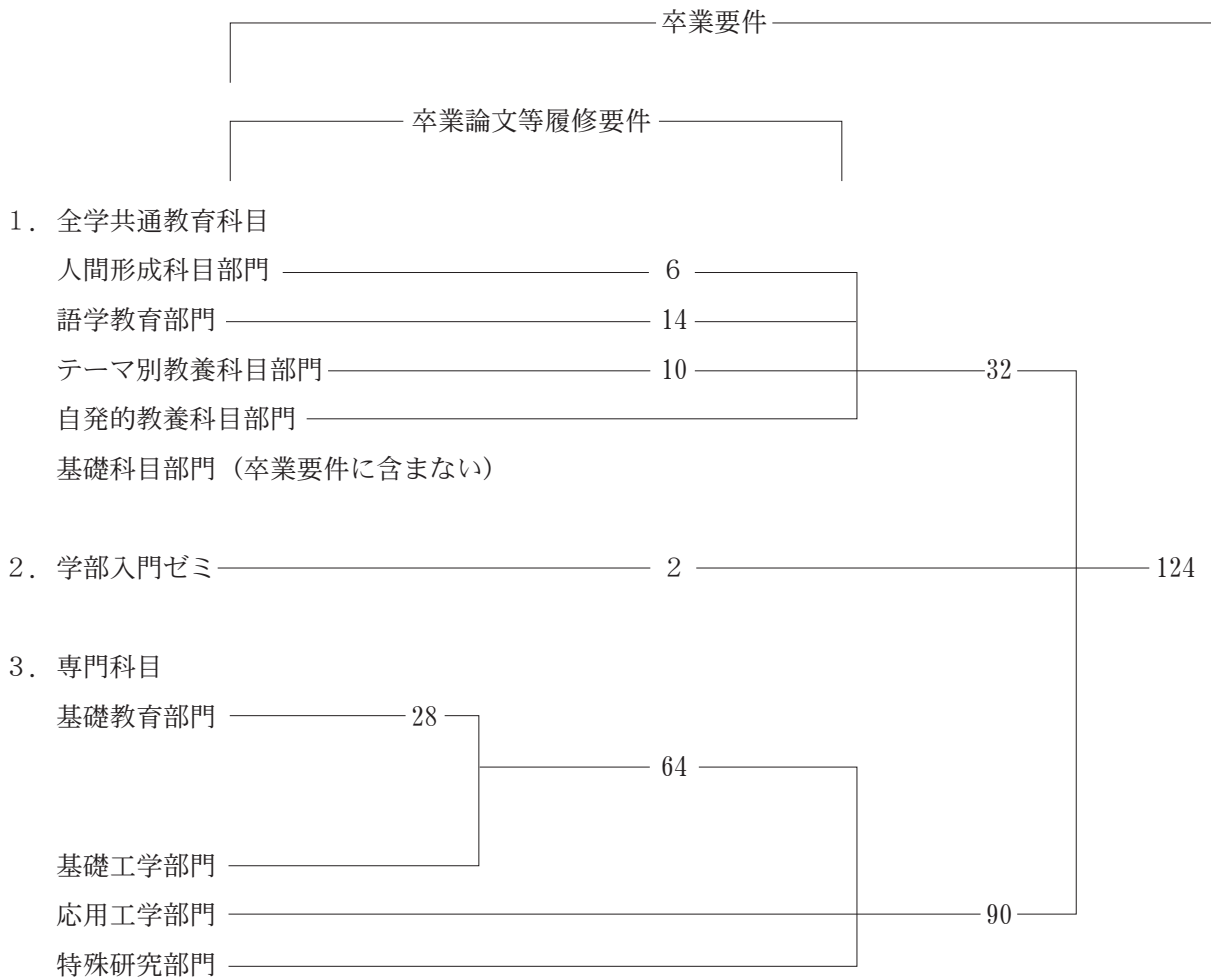 卒業要件
卒業論文等履修要件
１．全学共通教育科目
人間形成科目部門 6
語学教育部門 14
テーマ別教養科目部門 10 32
自発的教養科目部門
基礎科目部門（卒業要件に含まない）
２．学部入門ゼミ 2 124
３．専門科目
基礎教育部門 28
64
基礎工学部門
応用工学部門 90
特殊研究部門